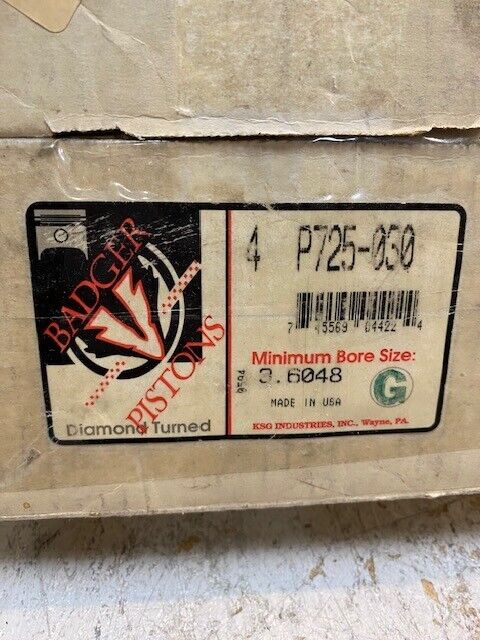 BADGER
PISTONS
Diamond Turned
4 P725-050
7 45569 04422 4
Minimum Bore Size:
3.6048
G
MADE IN USA
KSG INDUSTRIES, INC., Wayne, PA.